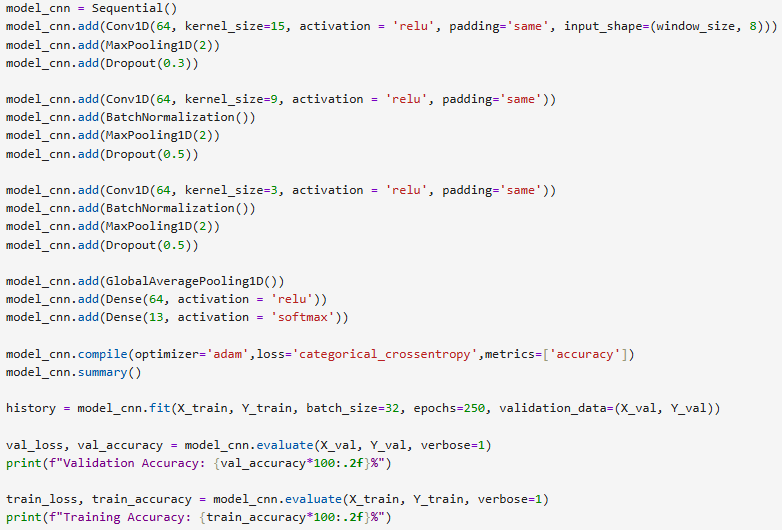 model_cnn = Sequential()
model_cnn.add(Conv1D(64, kernel_size=15, activation = 'relu', padding='same', input_shape=(window_size, 8)))
model_cnn.add(MaxPooling1D(2))
model_cnn.add(Dropout(0.3))

model_cnn.add(Conv1D(64, kernel_size=9, activation = 'relu', padding='same'))
model_cnn.add(BatchNormalization())
model_cnn.add(MaxPooling1D(2))
model_cnn.add(Dropout(0.5))

model_cnn.add(Conv1D(64, kernel_size=3, activation = 'relu', padding='same'))
model_cnn.add(BatchNormalization())
model_cnn.add(MaxPooling1D(2))
model_cnn.add(Dropout(0.5))

model_cnn.add(GlobalAveragePooling1D())
model_cnn.add(Dense(64, activation = 'relu'))
model_cnn.add(Dense(13, activation = 'softmax'))

model_cnn.compile(optimizer='adam',loss='categorical_crossentropy',metrics=['accuracy'])
model_cnn.summary()

history = model_cnn.fit(X_train, Y_train, batch_size=32, epochs=250, validation_data=(X_val, Y_val))

val_loss, val_accuracy = model_cnn.evaluate(X_val, Y_val, verbose=1)
print(f"Validation Accuracy: {val_accuracy*100:.2f}%")

train_loss, train_accuracy = model_cnn.evaluate(X_train, Y_train, verbose=1)
print(f"Training Accuracy: {train_accuracy*100:.2f}%")